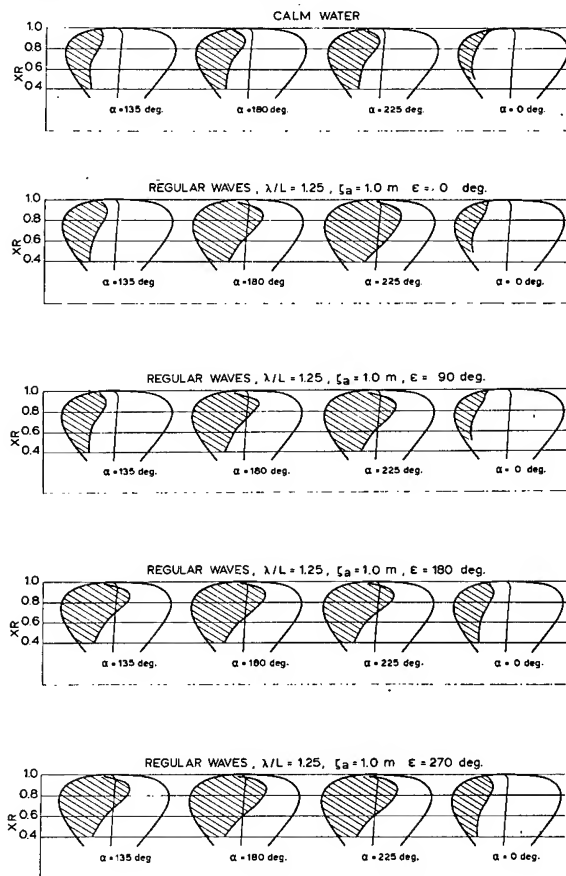 CALM WATER
1.0
0.8
XR
0.6
0.4
α = 135 deg.
α = 180 deg.
α = 225 deg.
α = 0 deg.
REGULAR WAVES, λ/L = 1.25, ζa = 1.0 m ε = 0 deg.
1.0
0.8
XR
0.6
0.4
α = 135 deg
α = 180 deg
α = 225 deg.
α = 0 deg.
REGULAR WAVES, λ/L = 1.25, ζa = 1.0 m, ε = 90 deg.
1.0
0.8
XR
0.6
0.4
α = 135 deg.
α = 180 deg.
α = 225 deg.
α = 0 deg.
REGULAR WAVES, λ/L = 1.25, ζa = 1.0 m, ε = 180 deg.
1.0
0.8
XR
0.6
0.4
α = 135 deg.
α = 180 deg.
α = 225 deg.
α = 0 deg.
REGULAR WAVES, λ/L = 1.25, ζa = 1.0 m ε = 270 deg.
1.0
0.8
XR
0.6
0.4
α = 135 deg
α = 180 deg.
α = 225 deg.
α = 0 deg.